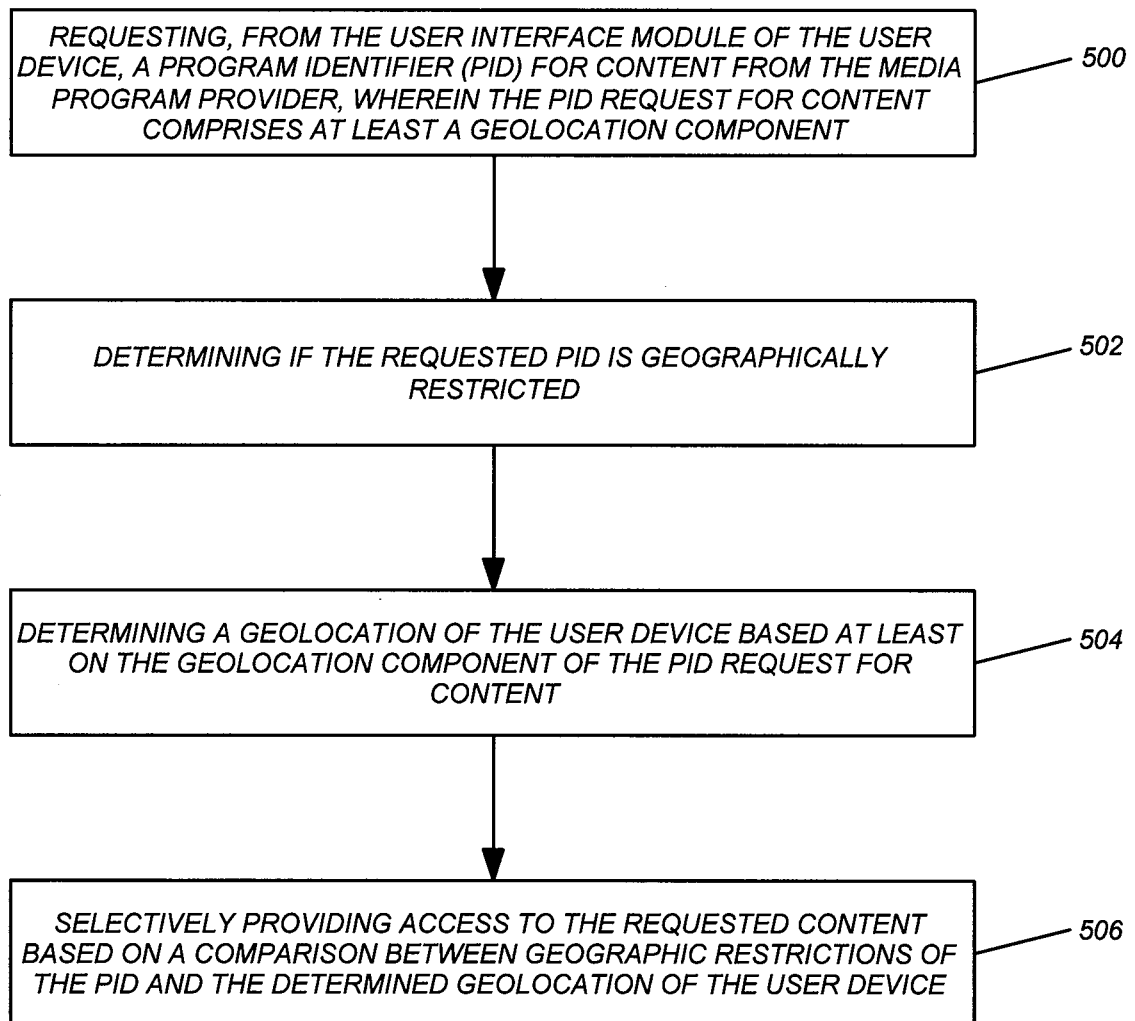 REQUESTING, FROM THE USER INTERFACE MODULE OF THE USER
DEVICE, A PROGRAM IDENTIFIER (PID) FOR CONTENT FROM THE MEDIA
PROGRAM PROVIDER, WHEREIN THE PID REQUEST FOR CONTENT
COMPRISES AT LEAST A GEOLOCATION COMPONENT
500
DETERMINING IF THE REQUESTED PID IS GEOGRAPHICALLY
RESTRICTED
502
DETERMINING A GEOLOCATION OF THE USER DEVICE BASED AT LEAST
ON THE GEOLOCATION COMPONENT OF THE PID REQUEST FOR
CONTENT
504
SELECTIVELY PROVIDING ACCESS TO THE REQUESTED CONTENT
BASED ON A COMPARISON BETWEEN GEOGRAPHIC RESTRICTIONS OF
THE PID AND THE DETERMINED GEOLOCATION OF THE USER DEVICE
506